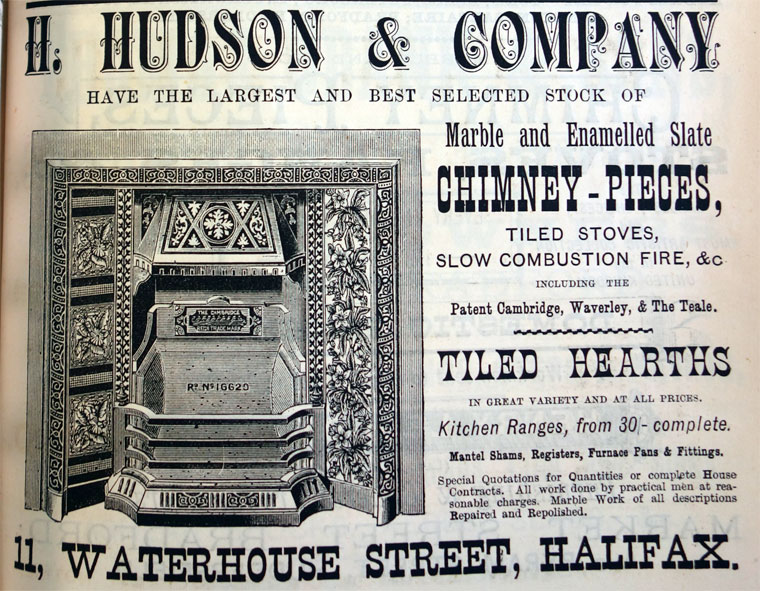 H. HUDSON & COMPANY
HAVE THE LARGEST AND BEST SELECTED STOCK OF
Marble and Enamelled Slate
CHIMNEY-PIECES,
TILED STOVES,
SLOW COMBUSTION FIRE, &c
INCLUDING THE
Patent Cambridge, Waverley, & The Teale.
TILED HEARTHS
IN GREAT VARIETY AND AT ALL PRICES.
Kitchen Ranges, from 30/- complete.
Mantel Shams, Registers, Furnace Pans & Fittings.
Special Quotations for Quantities or complete House
Contracts. All work done by practical men at rea-
sonable charges. Marble Work of all descriptions
Repaired and Repolished.
THE CAMBRIDGE
REGD TRADE MARK
RD. NO 16620
11, WATERHOUSE STREET, HALIFAX.